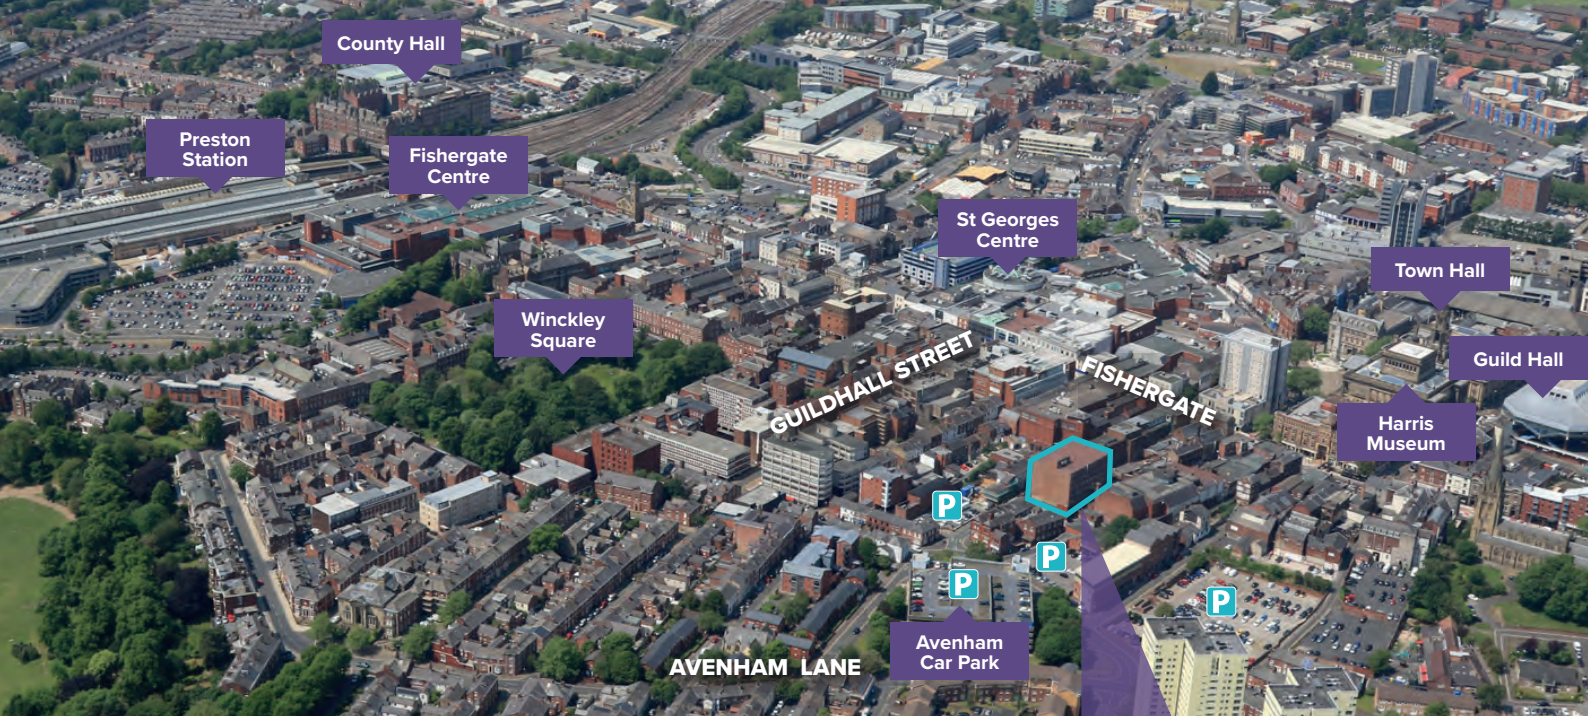 County Hall
Preston
Station
Fishergate
Centre
St Georges
Centre
Town Hall
Winckley
Square
Guild Hall
GUILDHALL STREET
FISHERGATE
Harris
Museum
P
P
P
P
Avenham
Car Park
AVENHAM LANE